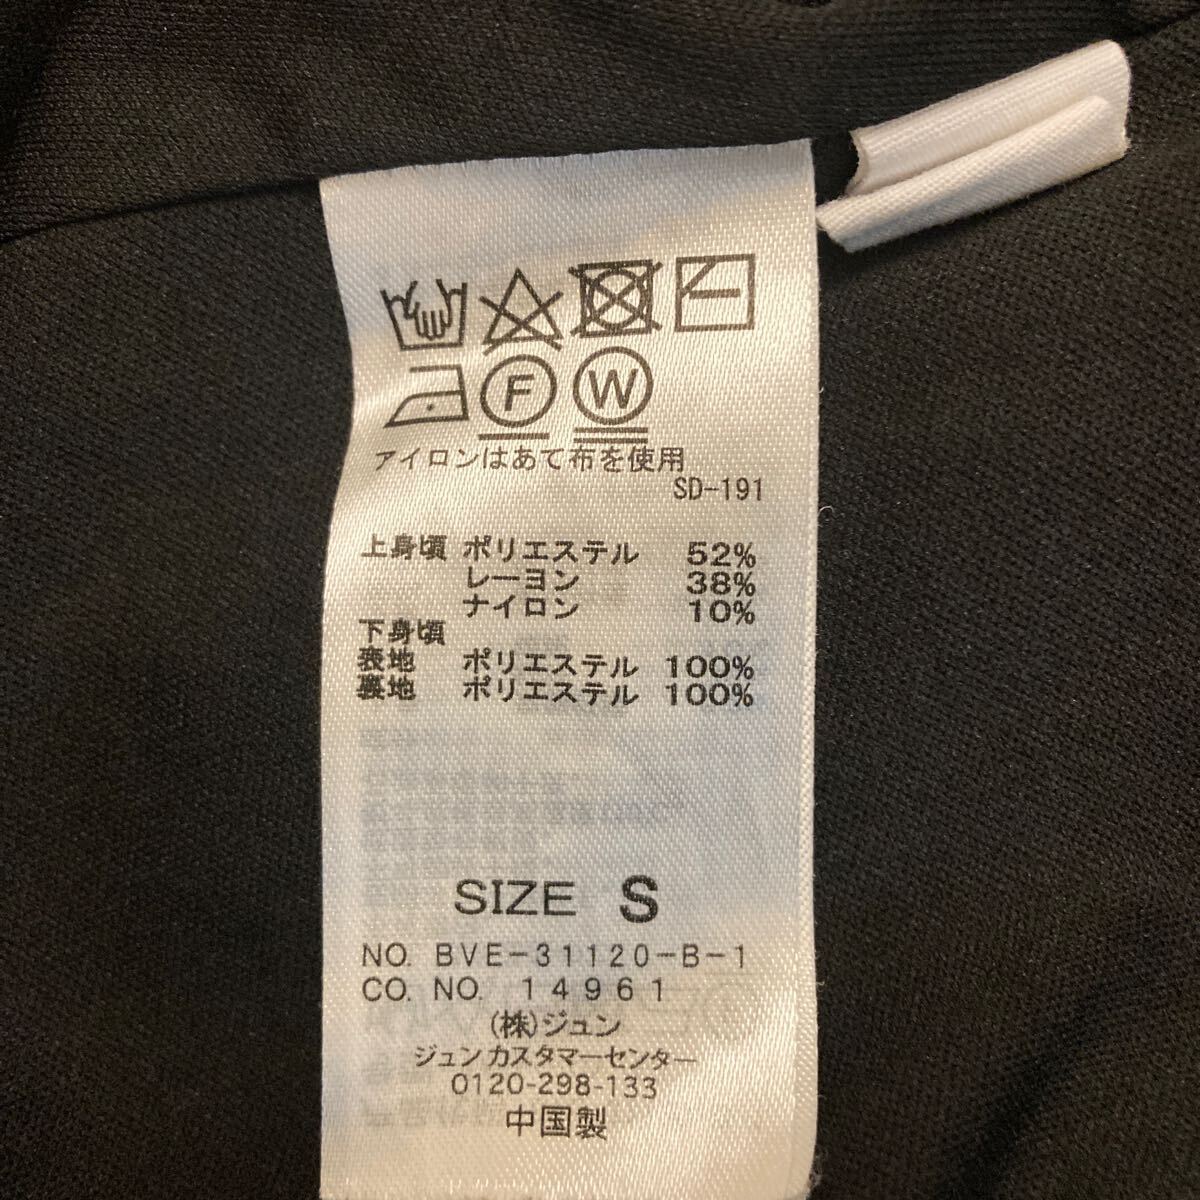 F W
アイロンはあて布を使用
SD-191
上身頃 ポリエステル 52%
レーヨン 38%
ナイロン 10%
下身頃
表地 ポリエステル 100%
裏地 ポリエステル 100%
SIZE S
NO. BVE-31120-B-1
CO. NO. 14961
(株)ジュン
ジュンカスタマーセンター
0120-298-133
中国製